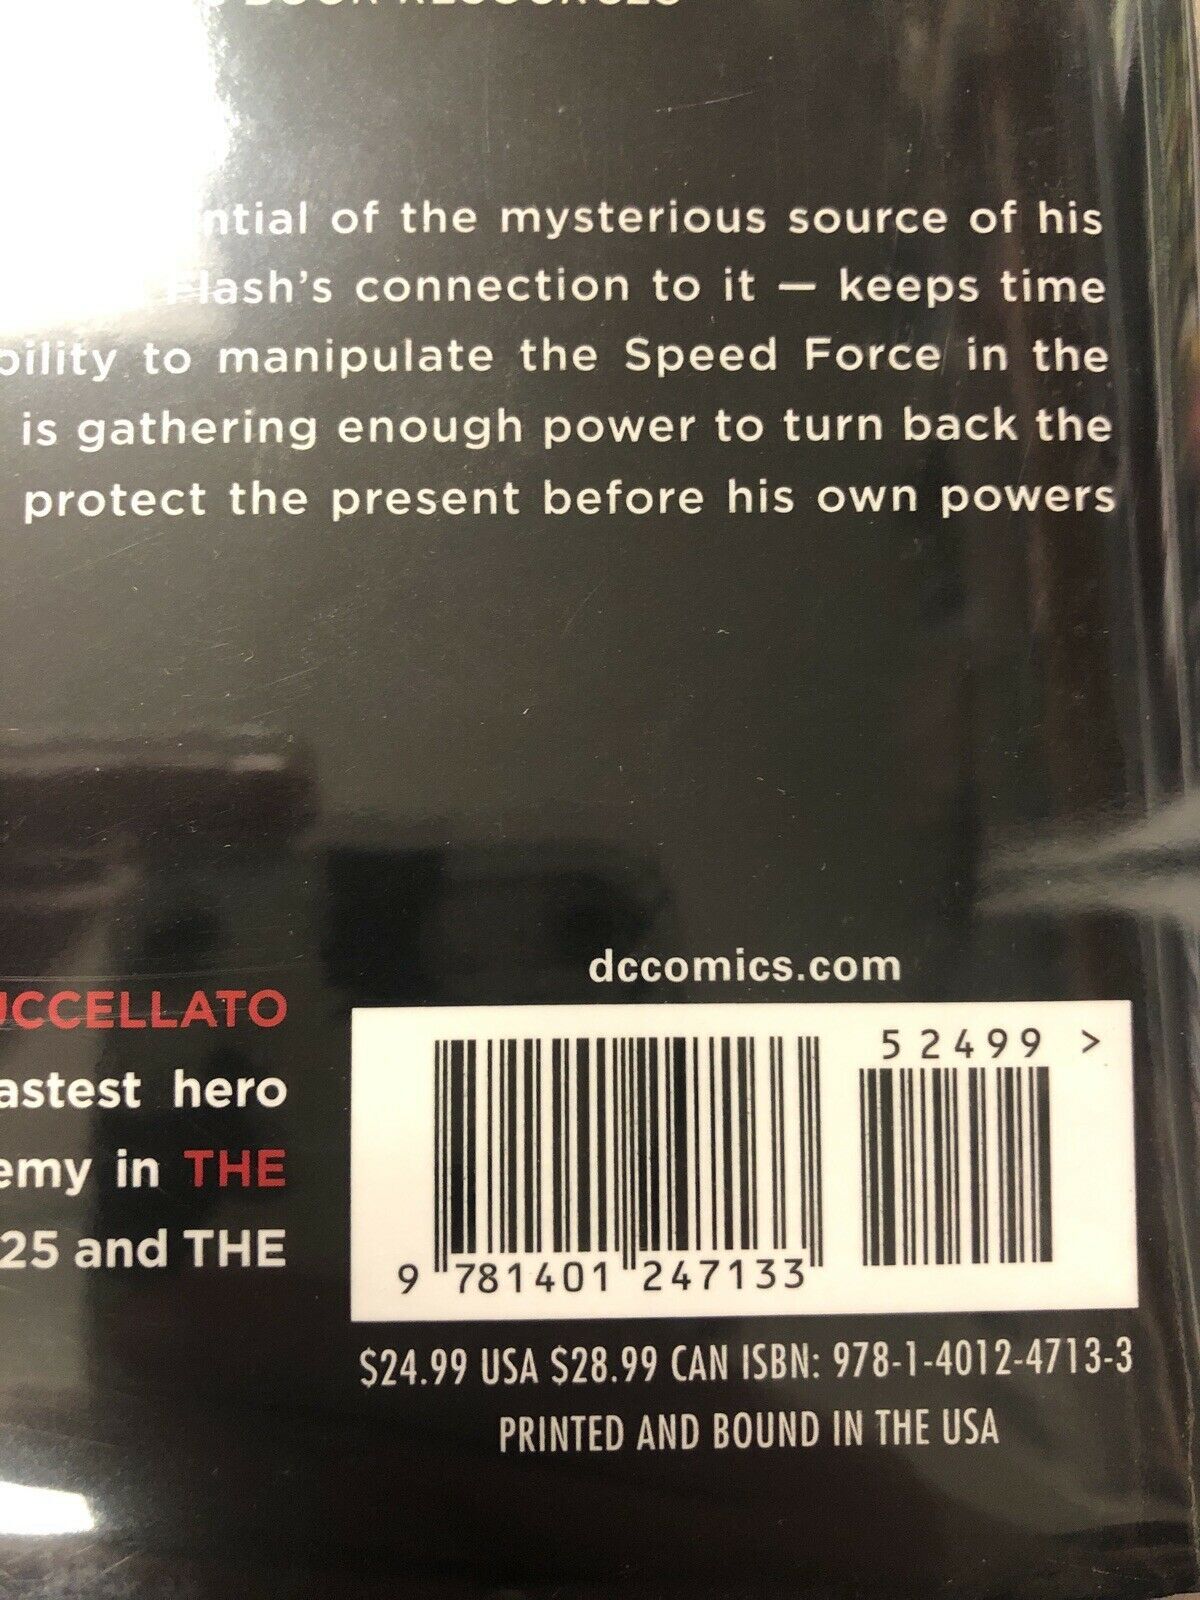 BOOK RESOURCES
of the mysterious source of his
Flash's connection to it — keeps time
to manipulate the Speed Force in the
is gathering enough power to turn back the
protect the present before his own powers
dccomics.com
UCCELLATO
astest hero
emy in THE
25 and THE
52499 >
9 781401 247133
$24.99 USA $28.99 CAN ISBN: 978-1-4012-4713-3
PRINTED AND BOUND IN THE USA